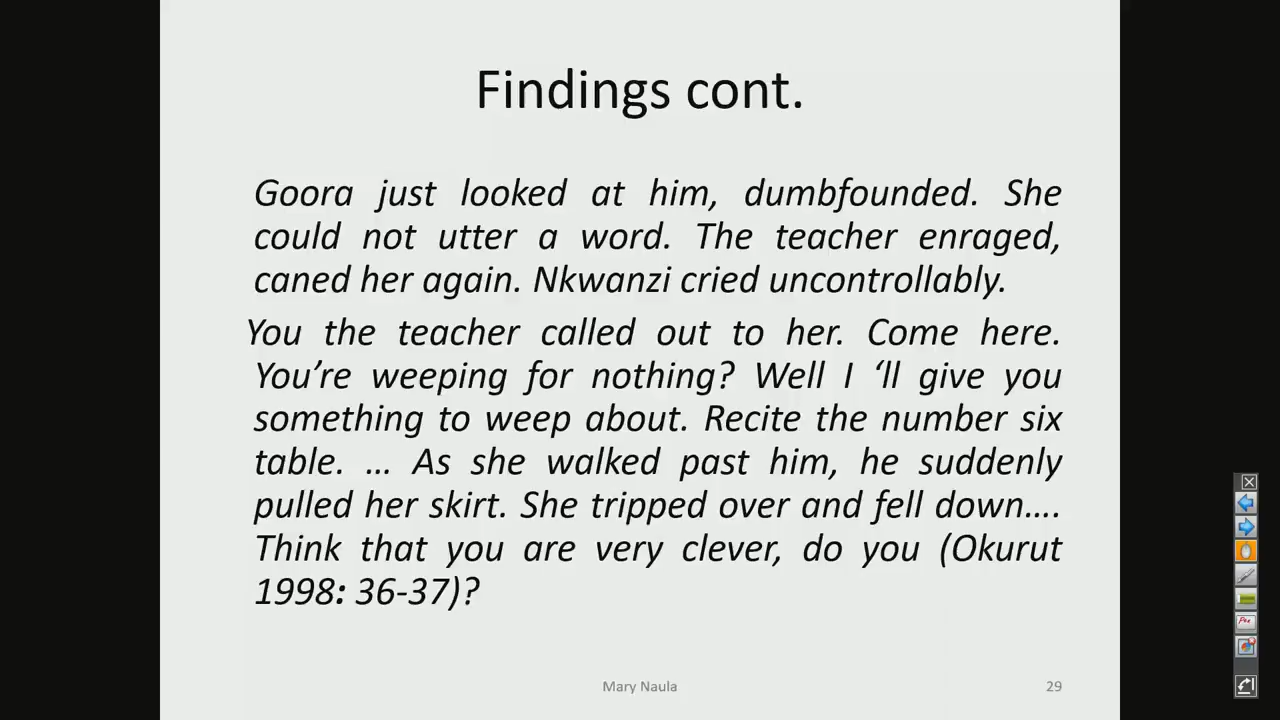 Findings cont.
Goora just looked at him, dumbfounded. She
could not utter a word. The teacher enraged,
caned her again. Nkwanzi cried uncontrollably.
You the teacher called out to her. Come here.
You’re weeping for nothing? Well I ‘ll give you
something to weep about. Recite the number six
table. … As she walked past him, he suddenly
pulled her skirt. She tripped over and fell down….
Think that you are very clever, do you (Okurut
1998: 36-37)?
Mary Naula
29
Pen